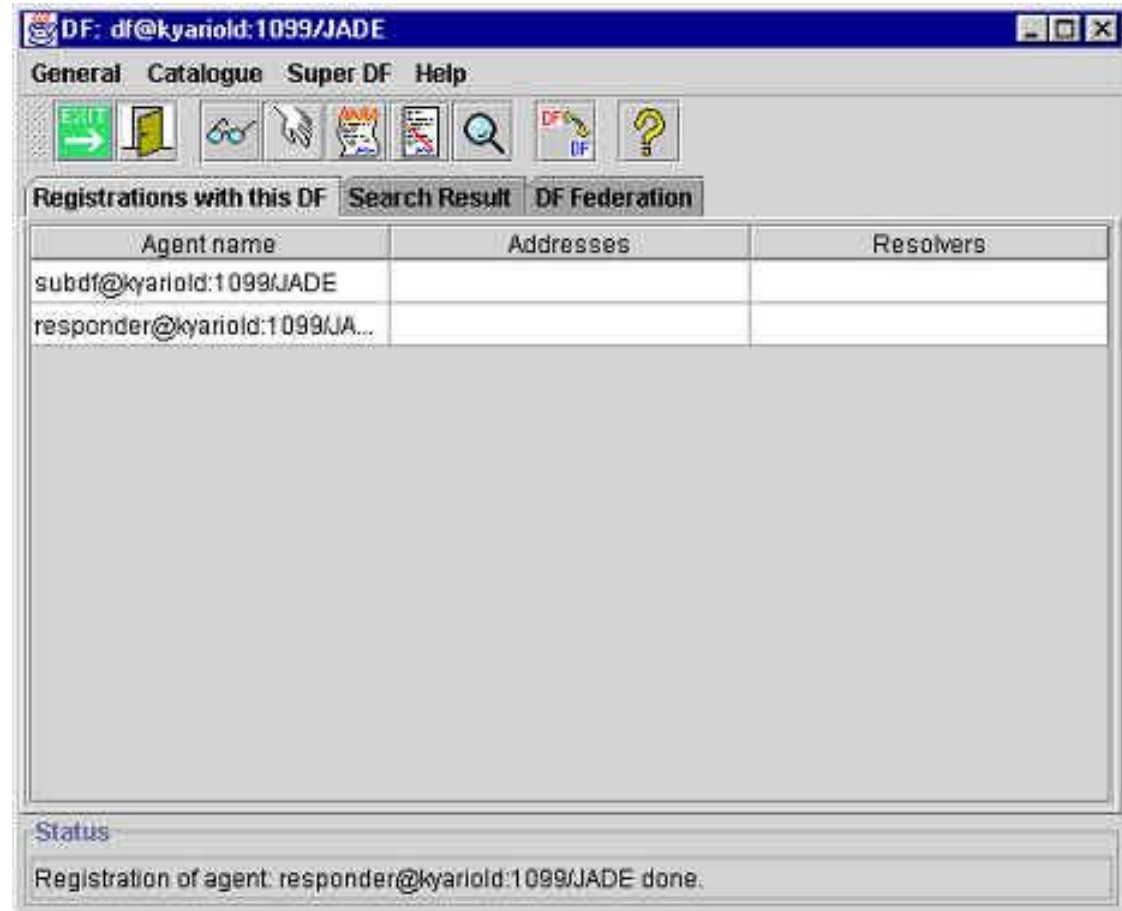 DF: df@kyariold:1099/JADE
General Catalogue Super DF Help
EXIT DF DF
Registrations with this DF Search Result DF Federation
Agent name Addresses Resolvers
subdf@kyariold:1099/JADE
responder@kyariold:1099/JA...
Status
Registration of agent: responder@kyariold:1099/JADE done.